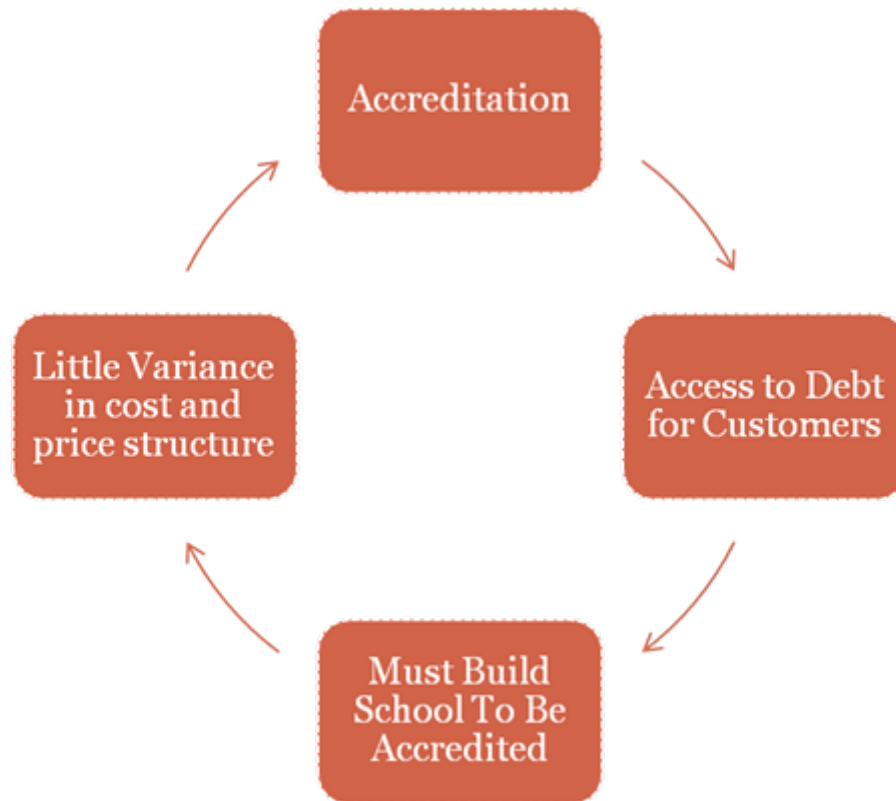 Accreditation
Access to Debt
for Customers
Must Build
School To Be
Accredited
Little Variance
in cost and
price structure